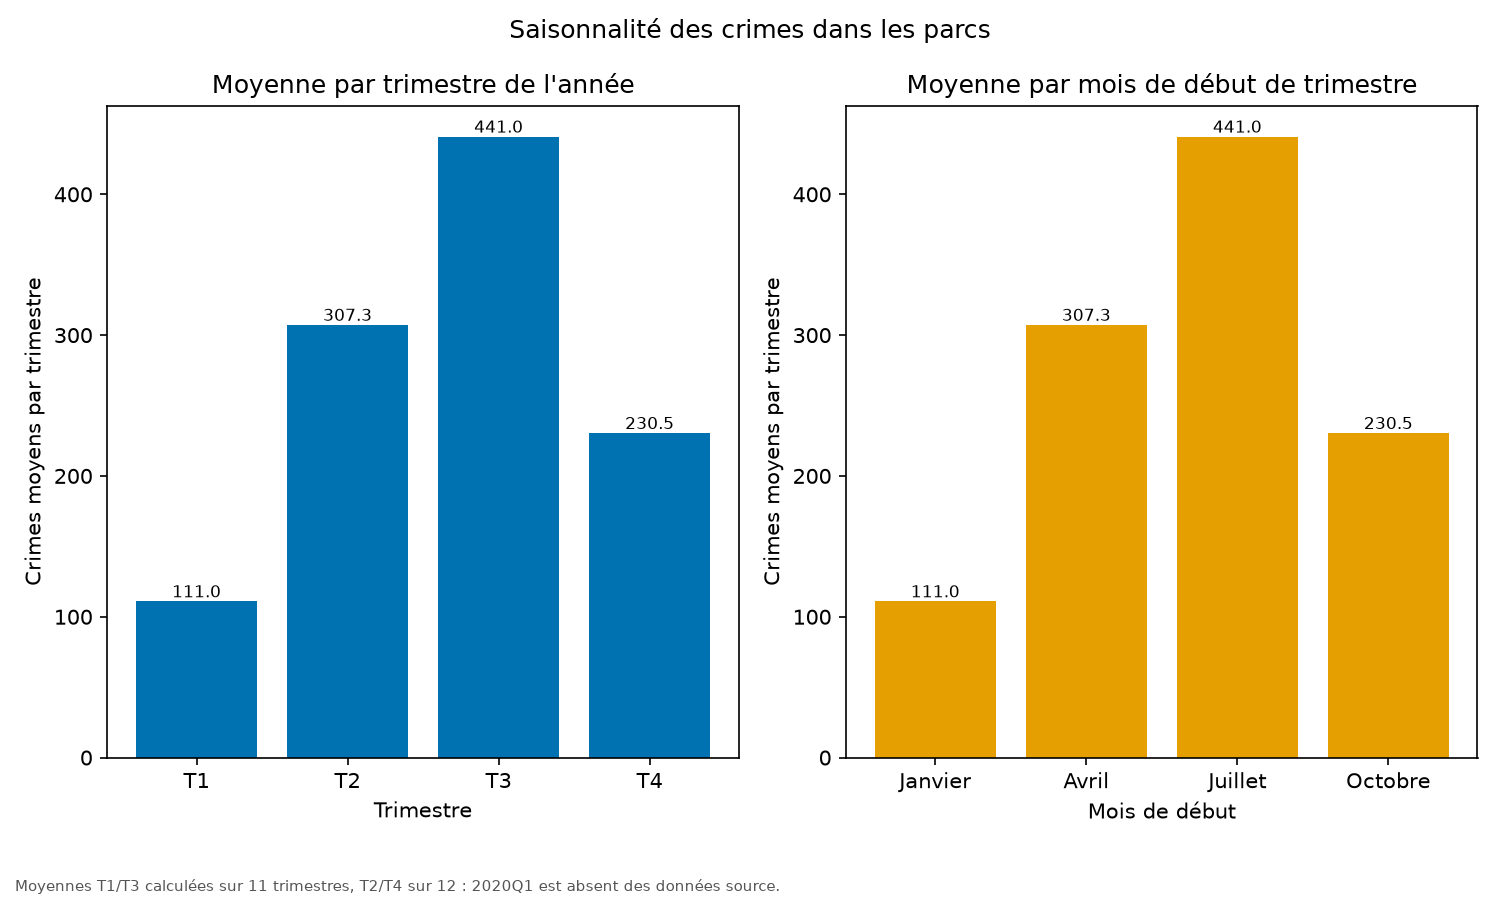 Saisonnalité des crimes dans les parcs
Moyenne par trimestre de l'année
Crimes moyens par trimestre
400
300
200
100
0
111.0
307.3
441.0
230.5
T1
T2
T3
T4
Trimestre
Moyenne par mois de début de trimestre
Crimes moyens par trimestre
400
300
200
100
0
111.0
307.3
441.0
230.5
Janvier
Avril
Juillet
Octobre
Mois de début
Moyennes T1/T3 calculées sur 11 trimestres, T2/T4 sur 12 : 2020Q1 est absent des données source.